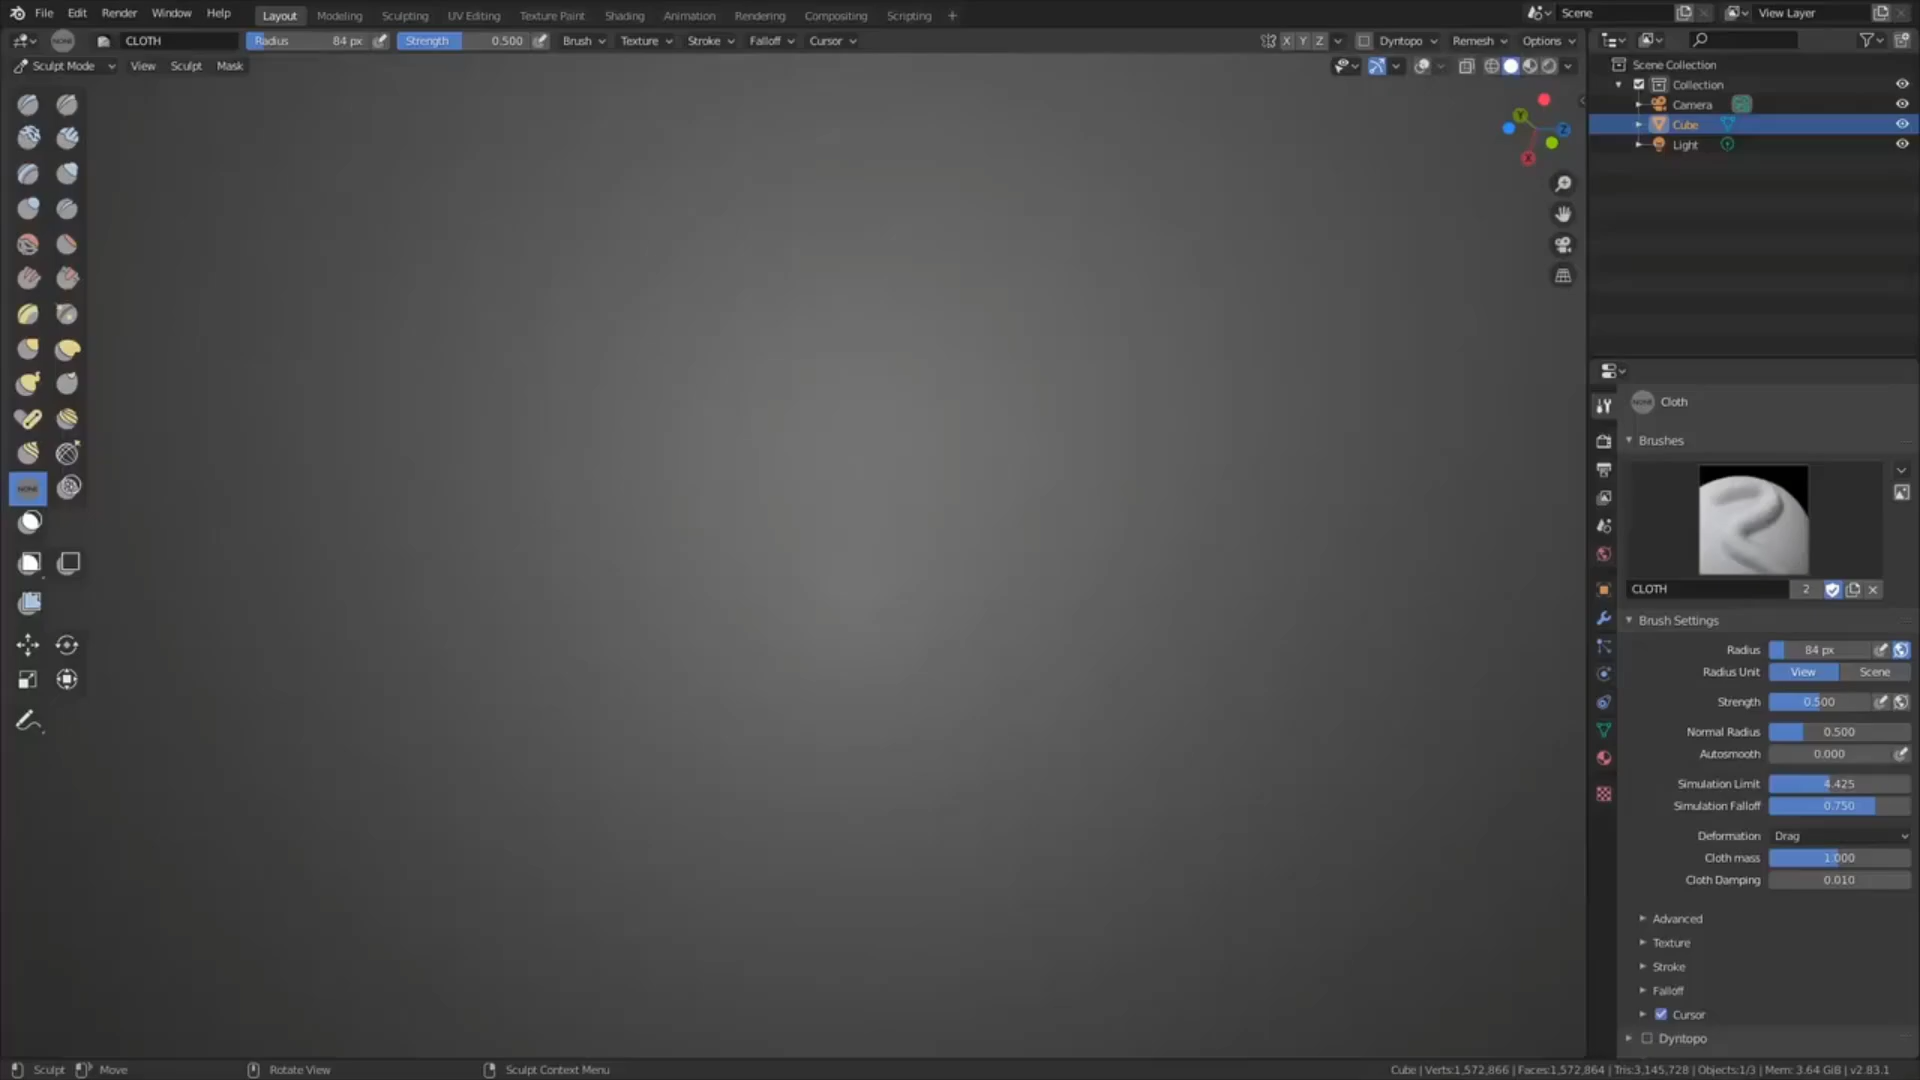 File Edit Render Window Help Layout Modeling Sculpting UV Editing Texture Paint Shading Animation Rendering Compositing Scripting + Scene View Layer
CLOTH Radius 84 px Strength 0.500 Brush Texture Stroke Falloff Cursor X Y Z Dyntopo Remesh Options
Sculpt Mode View Sculpt Mask
Scene Collection
Collection
Camera
Cube
Light
Y
Z
X
NONE
Cloth
Brushes
CLOTH 2
Brush Settings
Radius 84 px
Radius Unit View Scene
Strength 0.500
Normal Radius 0.500
Autosmooth 0.000
Simulation Limit 4.425
Simulation Falloff 0.750
Deformation Drag
Cloth mass 1.000
Cloth Damping 0.010
Advanced
Texture
Stroke
Falloff
Cursor
Dyntopo
Sculpt Move Rotate View Sculpt Context Menu Cube | Verts:1,572,866 | Faces:1,572,864 | Tris:3,145,728 | Objects:1/3 | Mem: 3.64 GiB | v2.83.1